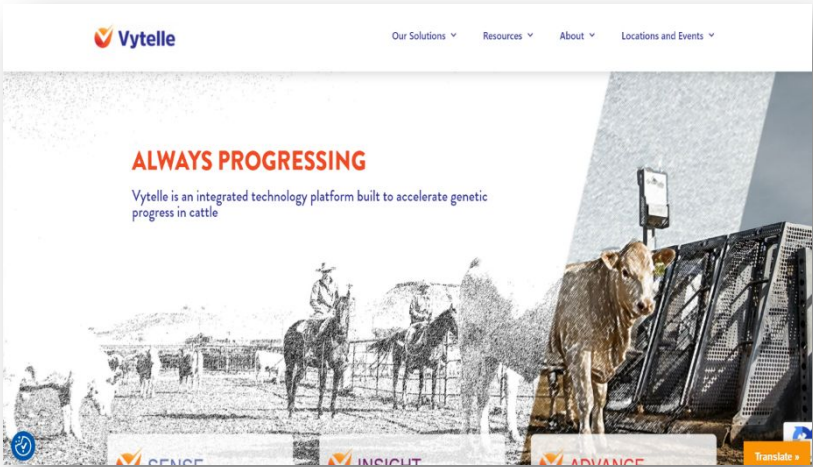 Vytelle
Our Solutions
Resources
About
Locations and Events
ALWAYS PROGRESSING
Vytelle is an integrated technology platform built to accelerate genetic
progress in cattle
SENSE
INSIGHT
ADVANCE
Translate »